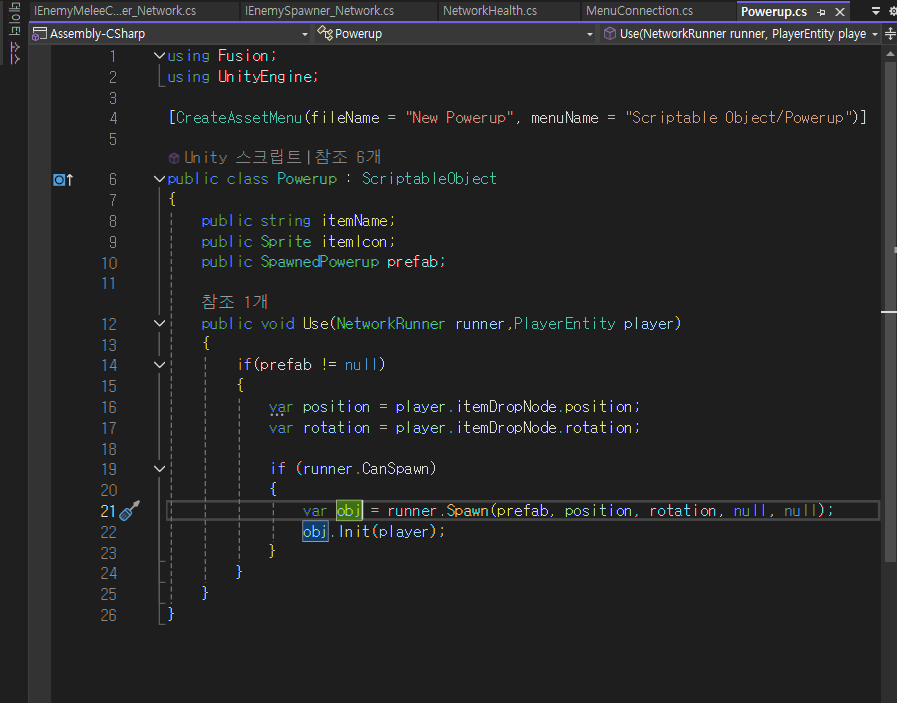 데이터 소스
IEnemyMeleeC...er_Network.cs IEnemySpawner_Network.cs NetworkHealth.cs MenuConnection.cs Powerup.cs
Assembly-CSharp Powerup Use(NetworkRunner runner, PlayerEntity playe
1 using Fusion;
2 using UnityEngine;
3
4 [CreateAssetMenu(fileName = "New Powerup", menuName = "Scriptable Object/Powerup")]
5
Unity 스크립트|참조 6개
6 public class Powerup : ScriptableObject
7 {
8 public string itemName;
9 public Sprite itemIcon;
10 public SpawnedPowerup prefab;
11
참조 1개
12 public void Use(NetworkRunner runner,PlayerEntity player)
13 {
14 if(prefab != null)
15 {
16 var position = player.itemDropNode.position;
17 var rotation = player.itemDropNode.rotation;
18
19 if (runner.CanSpawn)
20 {
21 var obj = runner.Spawn(prefab, position, rotation, null, null);
22 obj.Init(player);
23 }
24 }
25 }
26 }